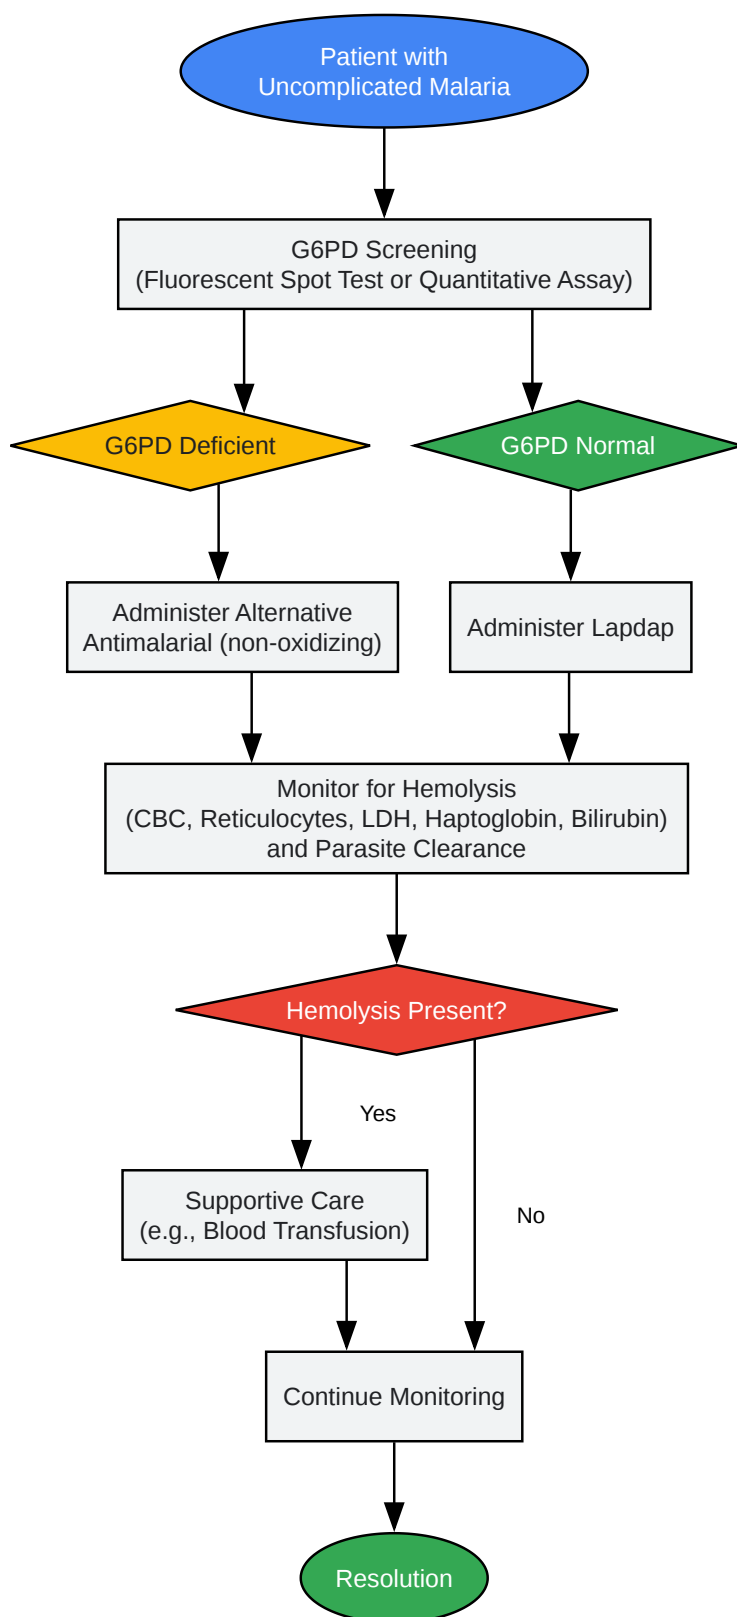 Patient with
Uncomplicated Malaria
G6PD Screening
(Fluorescent Spot Test or Quantitative Assay)
G6PD Deficient
G6PD Normal
Administer Alternative
Antimalarial (non-oxidizing)
Administer Lapdap
Monitor for Hemolysis
(CBC, Reticulocytes, LDH, Haptoglobin, Bilirubin)
and Parasite Clearance
Hemolysis Present?
Yes
Supportive Care
(e.g., Blood Transfusion)
No
Continue Monitoring
Resolution